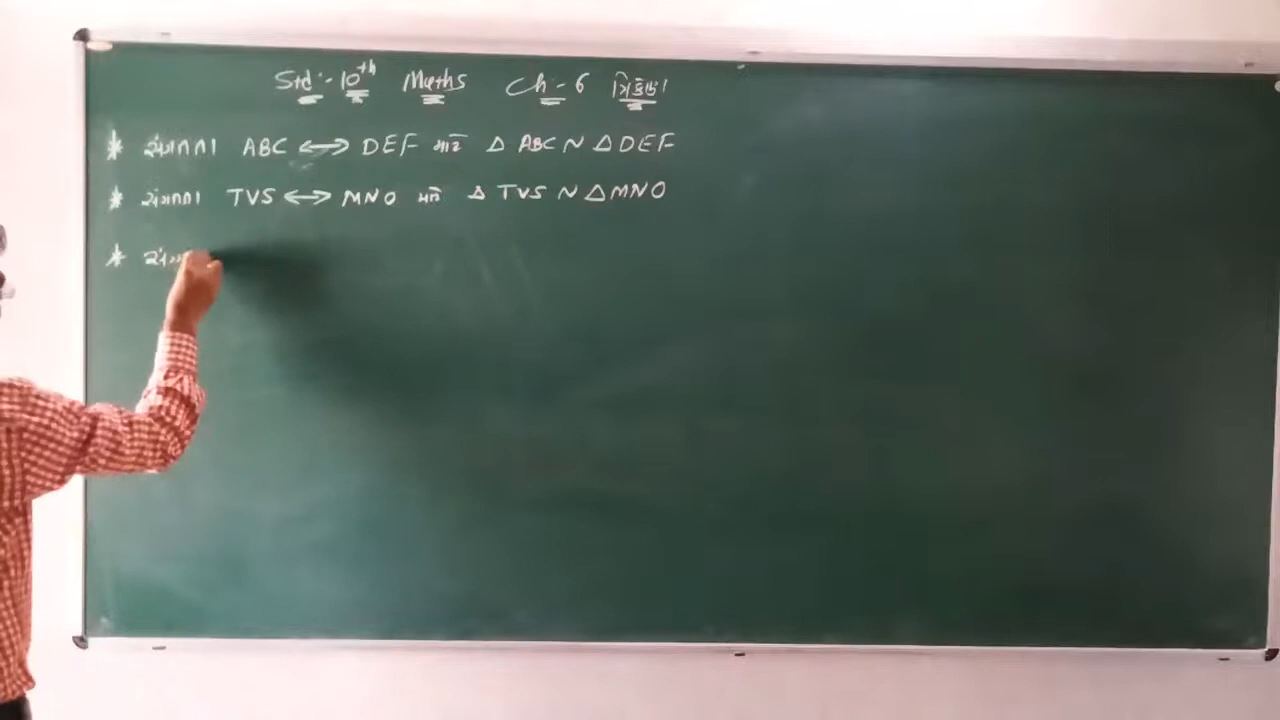 Std :- 10th Maths Ch - 6 ત્રિકોણ
* સંગતતા ABC ↔ DEF માટે Δ ABC ~ Δ DEF
* સંગતતા TVS ↔ MNO માટે Δ TVS ~ Δ MNO
* સંગ